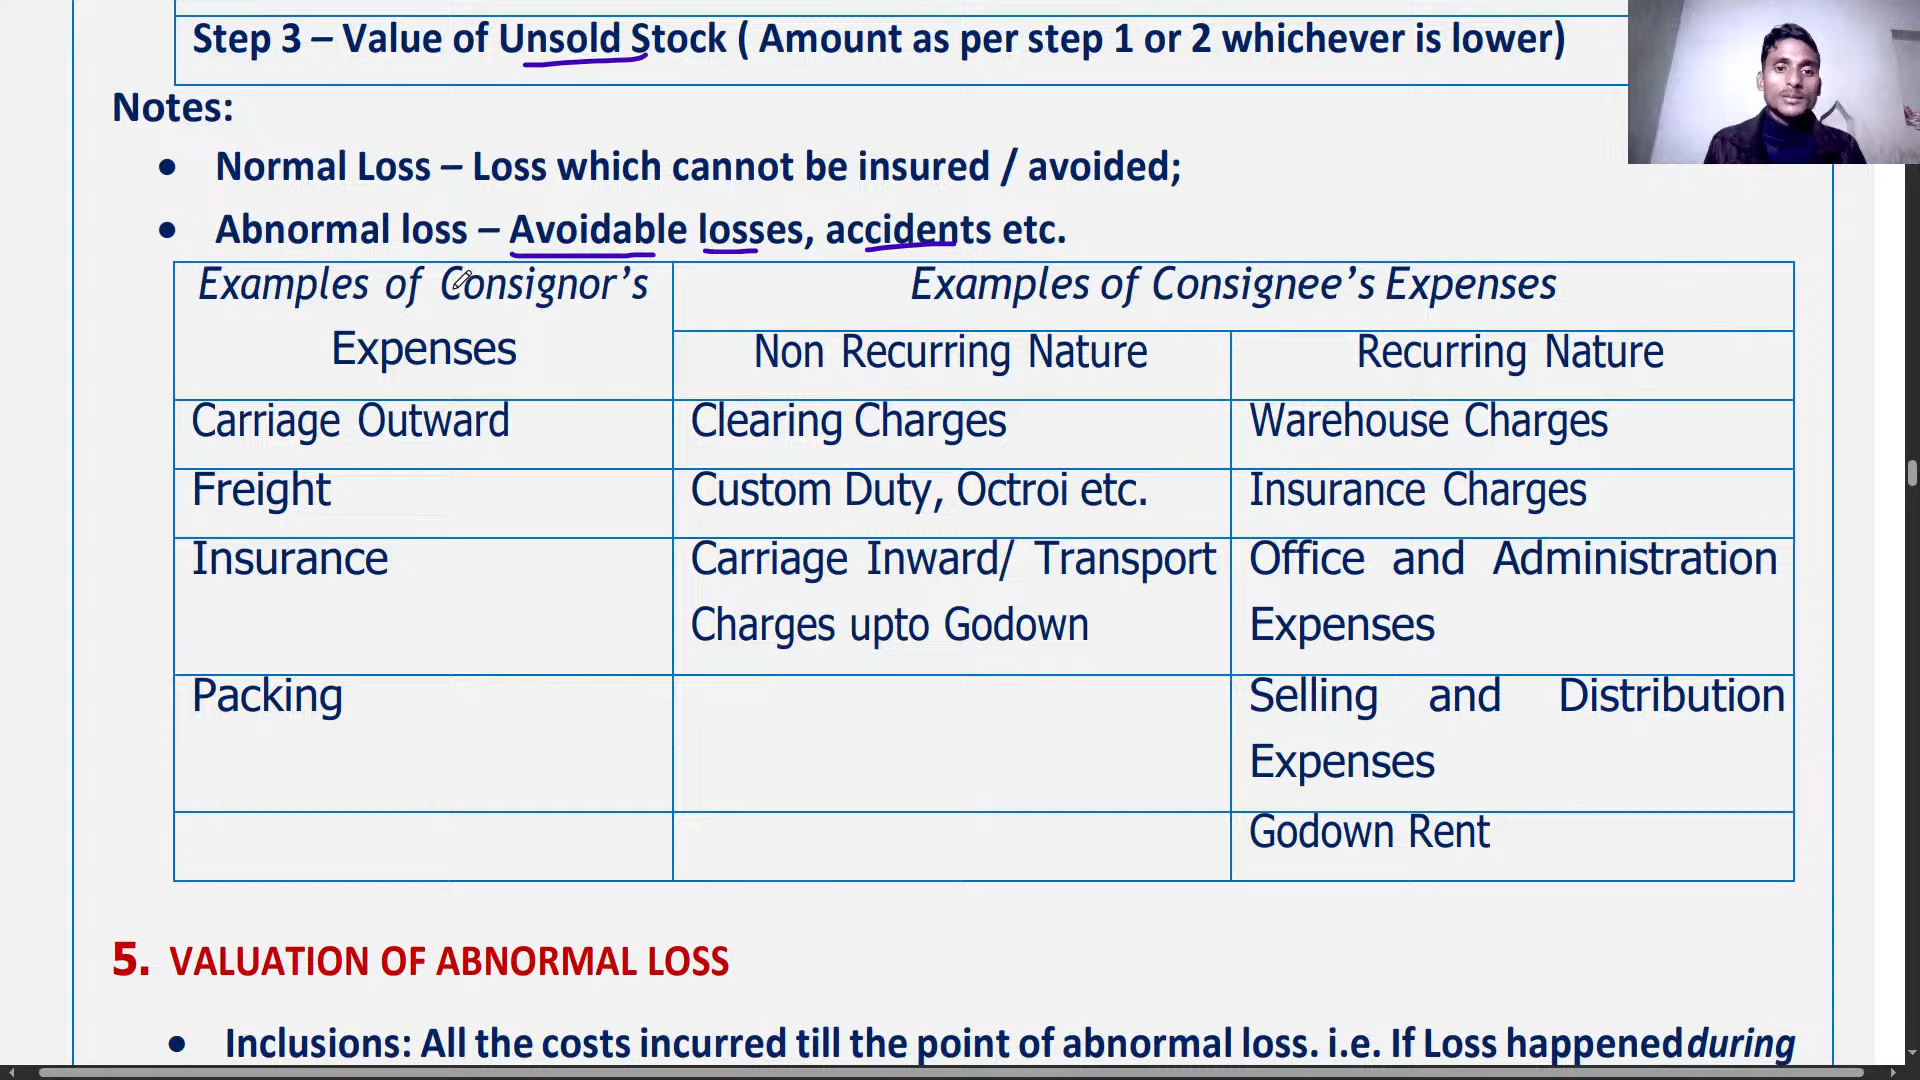 Step 3 – Value of Unsold Stock ( Amount as per step 1 or 2 whichever is lower)
Notes:
• Normal Loss – Loss which cannot be insured / avoided;
• Abnormal loss – Avoidable losses, accidents etc.
Examples of Consignor’s
Expenses
Examples of Consignee’s Expenses
Non Recurring Nature
Recurring Nature
Carriage Outward
Clearing Charges
Warehouse Charges
Freight
Custom Duty, Octroi etc.
Insurance Charges
Insurance
Carriage Inward/ Transport
Charges upto Godown
Office and Administration
Expenses
Packing
Selling and Distribution
Expenses
Godown Rent
5. VALUATION OF ABNORMAL LOSS
• Inclusions: All the costs incurred till the point of abnormal loss. i.e. If Loss happened during